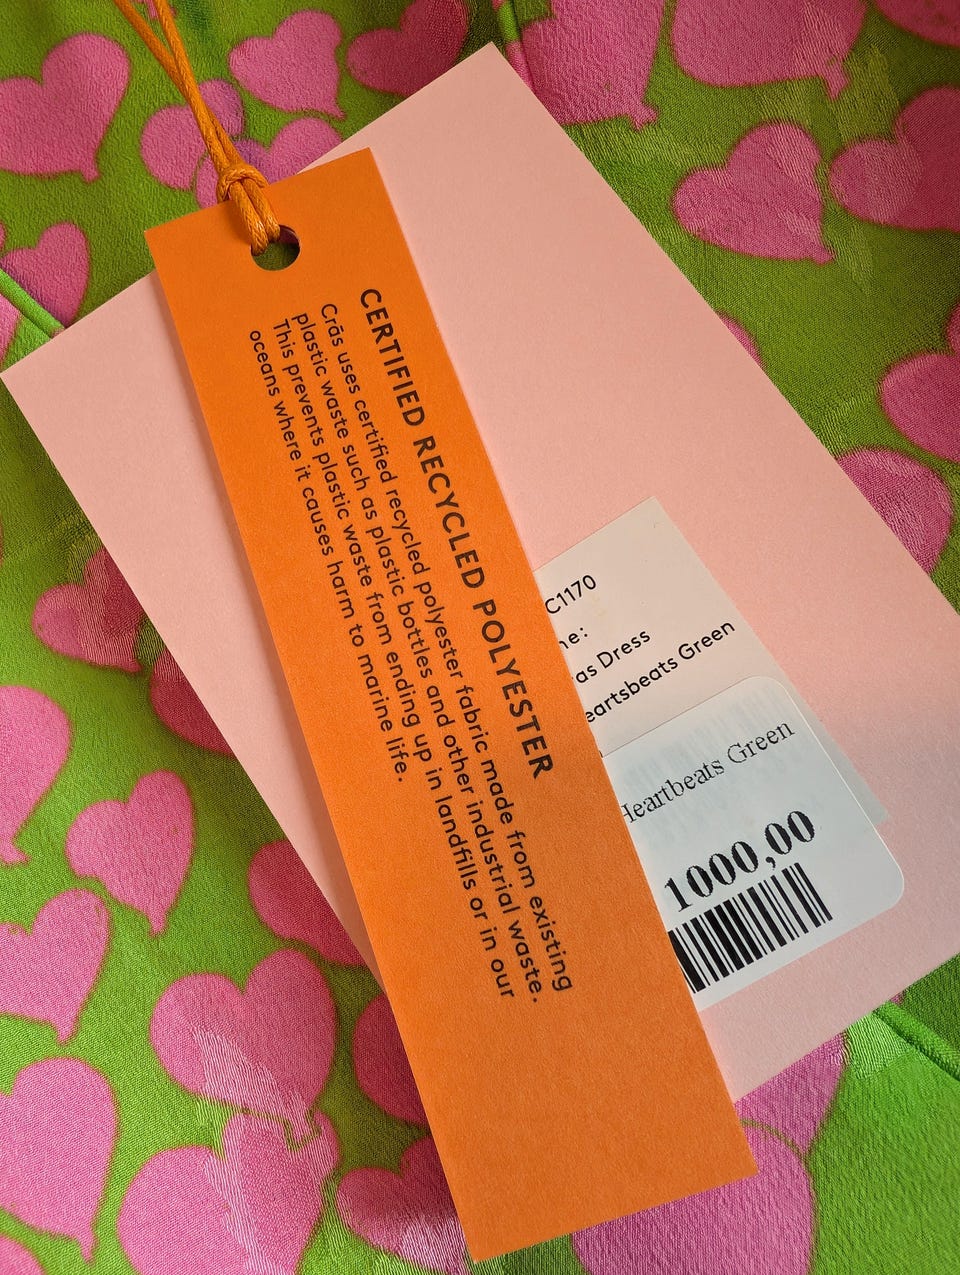 CERTIFIED RECYCLED POLYESTER
Crās uses certified recycled polyester fabric made from existing
plastic waste such as plastic bottles and other industrial waste.
This prevents plastic waste from ending up in landfills or in our
oceans where it causes harm to marine life.
C1170
Dress
Green
Heartbeats Green
1000,00